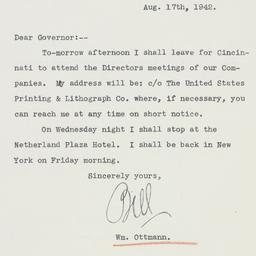 Aug. 17th, 1942.
Dear Governor:--
To-morrow afternoon I shall leave for Cincin-
nati to attend the Directors meetings of our Com-
panies. My address will be: c/o The United States
Printing & Lithograph Co. where, if necessary, you
can reach me at any time on short notice.
On Wednesday night I shall stop at the
Netherland Plaza Hotel. I shall be back in New
York on Friday morning.
Sincerely yours,
Bill
Wm. Ottmann.